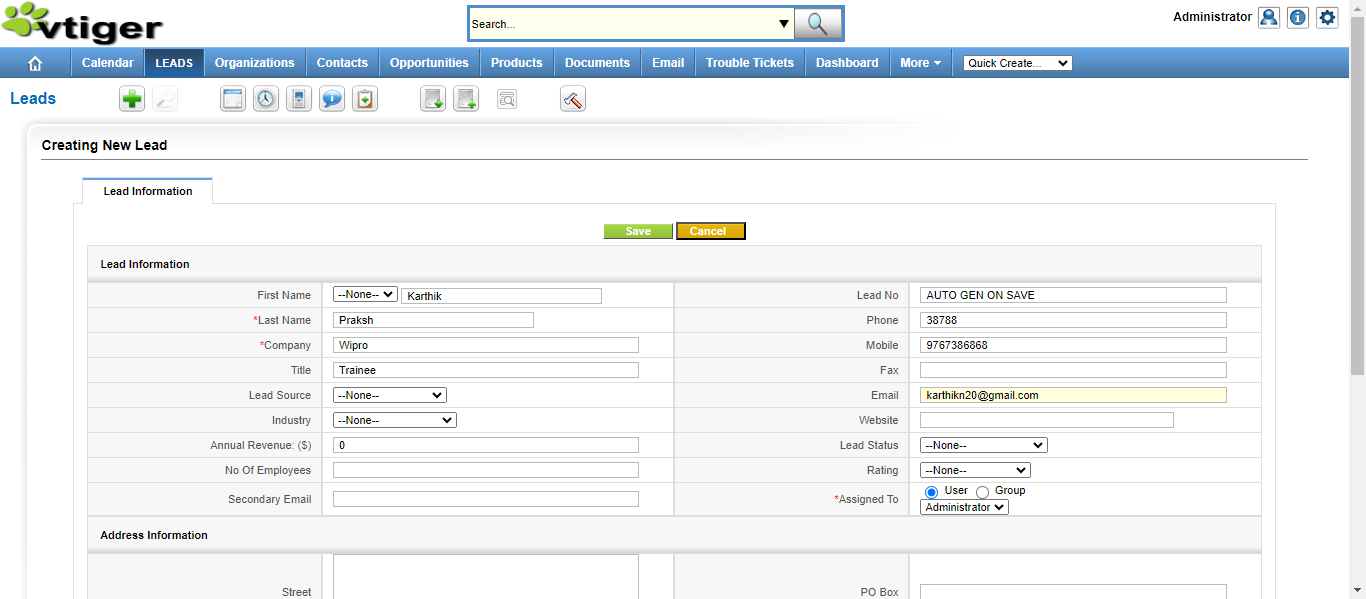 vtiger
Search...
Administrator
Calendar LEADS Organizations Contacts Opportunities Products Documents Email Trouble Tickets Dashboard More Quick Create...
Leads
Creating New Lead
Lead Information
Save Cancel
Lead Information
First Name --None-- Karthik Lead No AUTO GEN ON SAVE
*Last Name Praksh Phone 38788
*Company Wipro Mobile 9767386868
Title Trainee Fax
Lead Source --None-- Email karthikn20@gmail.com
Industry --None-- Website
Annual Revenue: ($) 0 Lead Status --None--
No Of Employees Rating --None--
Secondary Email *Assigned To User Group
Administrator
Address Information
Street PO Box